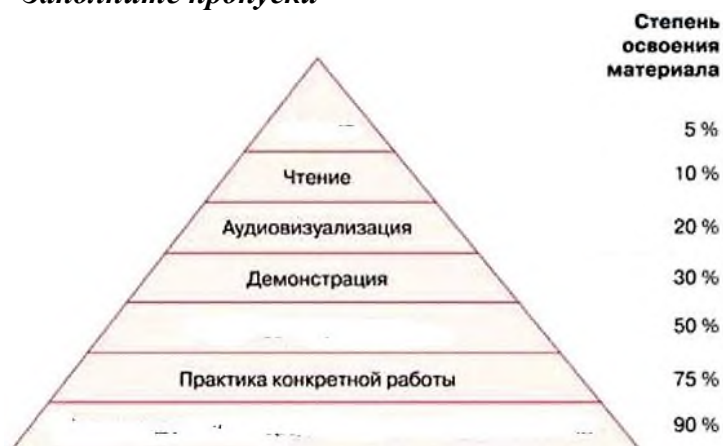 Заполните пропуски
Степень
освоения
материала
5 %
Чтение 10 %
Аудиовизуализация 20 %
Демонстрация 30 %
50 %
Практика конкретной работы 75 %
90 %